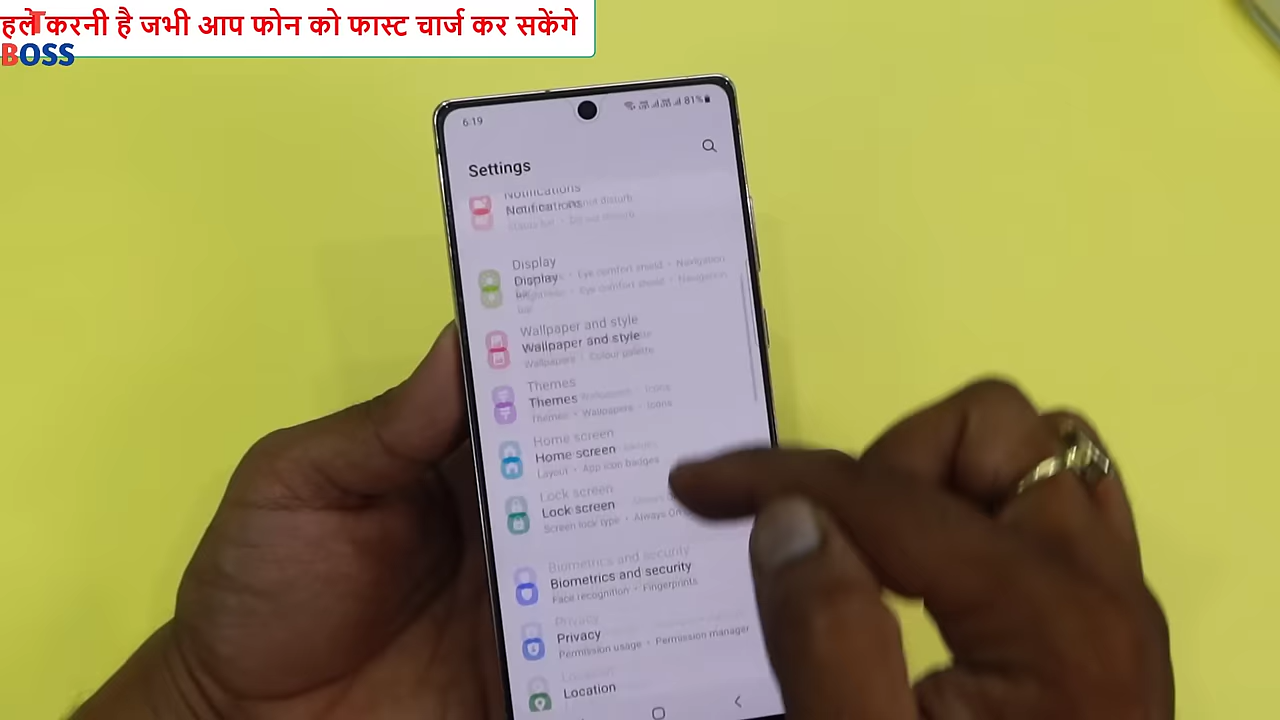 हले करनी है जभी आप फोन को फास्ट चार्ज कर सकेंगे
BOSS
6:19
81%
Settings
Notifications
Display
Eye comfort shield • Navigation
Wallpaper and style
Wallpapers • Colour palette
Themes
Themes • Wallpapers • Icons
Home screen
Layout • App icon badges
Lock screen
Screen lock type • Always On
Biometrics and security
Face recognition • Fingerprints
Privacy
Permission usage • Permission manager
Location